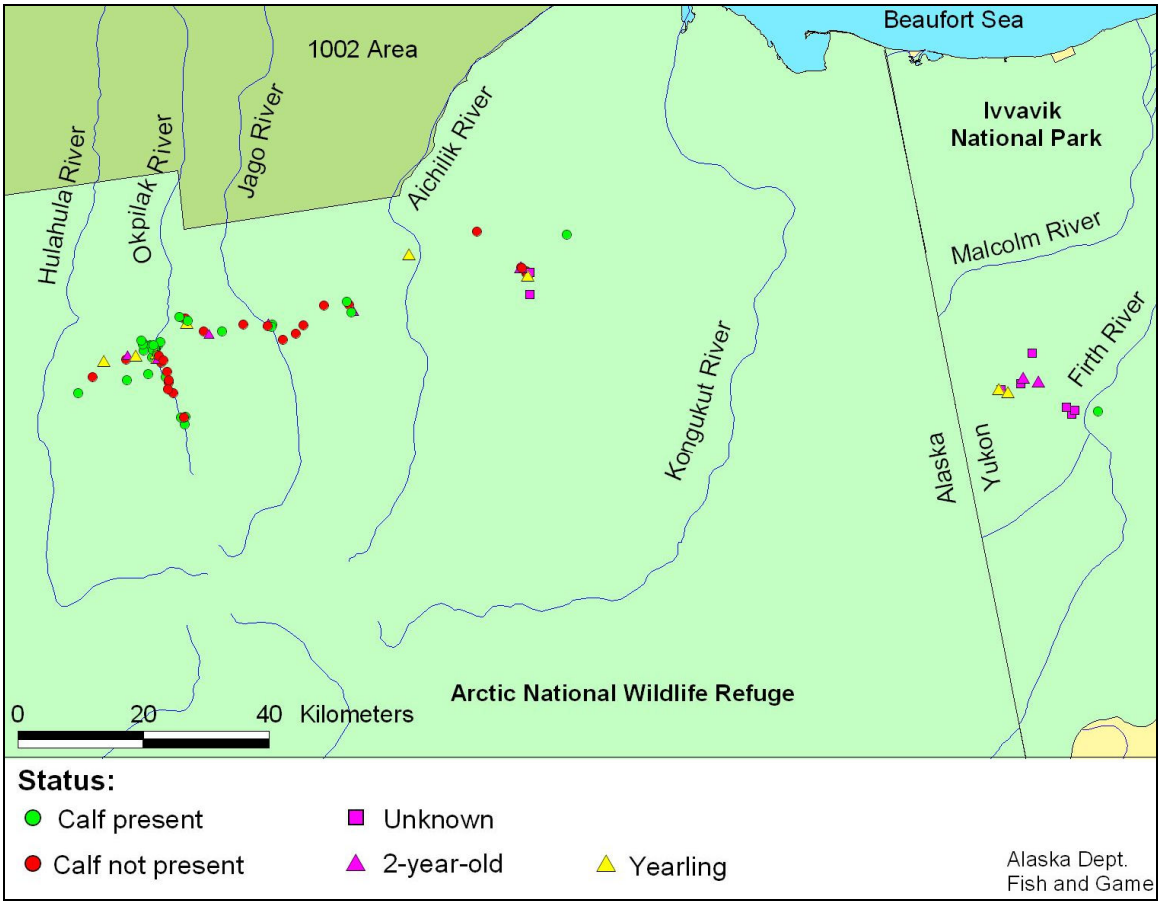 Beaufort Sea
1002 Area
Ivvavik
National Park
Hulahula River
Okpilak River
Jago River
Aichilik River
Malcolm River
Kongukut River
Firth River
Alaska
Yukon
Arctic National Wildlife Refuge
0 20 40 Kilometers
Status:
Calf present
Unknown
Calf not present
2-year-old
Yearling
Alaska Dept.
Fish and Game